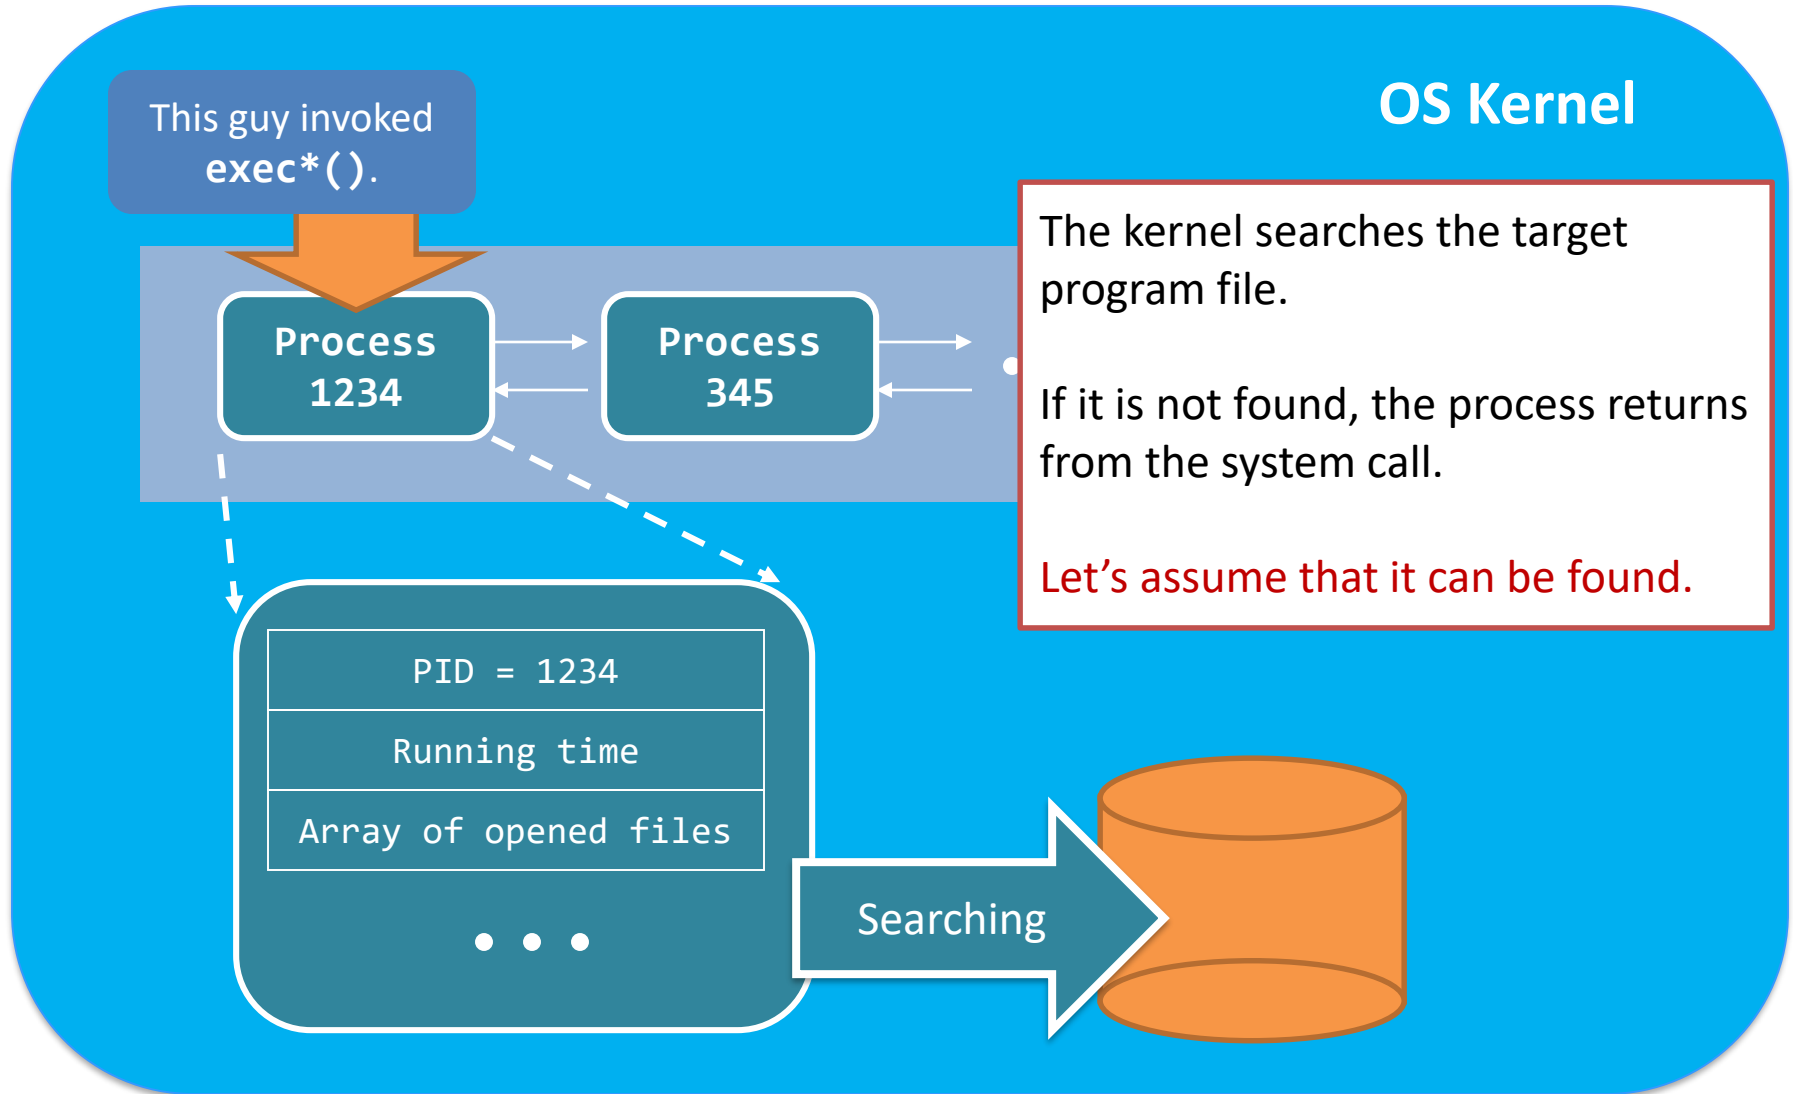 OS Kernel
This guy invoked
exec*().
Process
1234
Process
345
The kernel searches the target
program file.
If it is not found, the process returns
from the system call.
Let’s assume that it can be found.
PID = 1234
Running time
Array of opened files
• • •
Searching